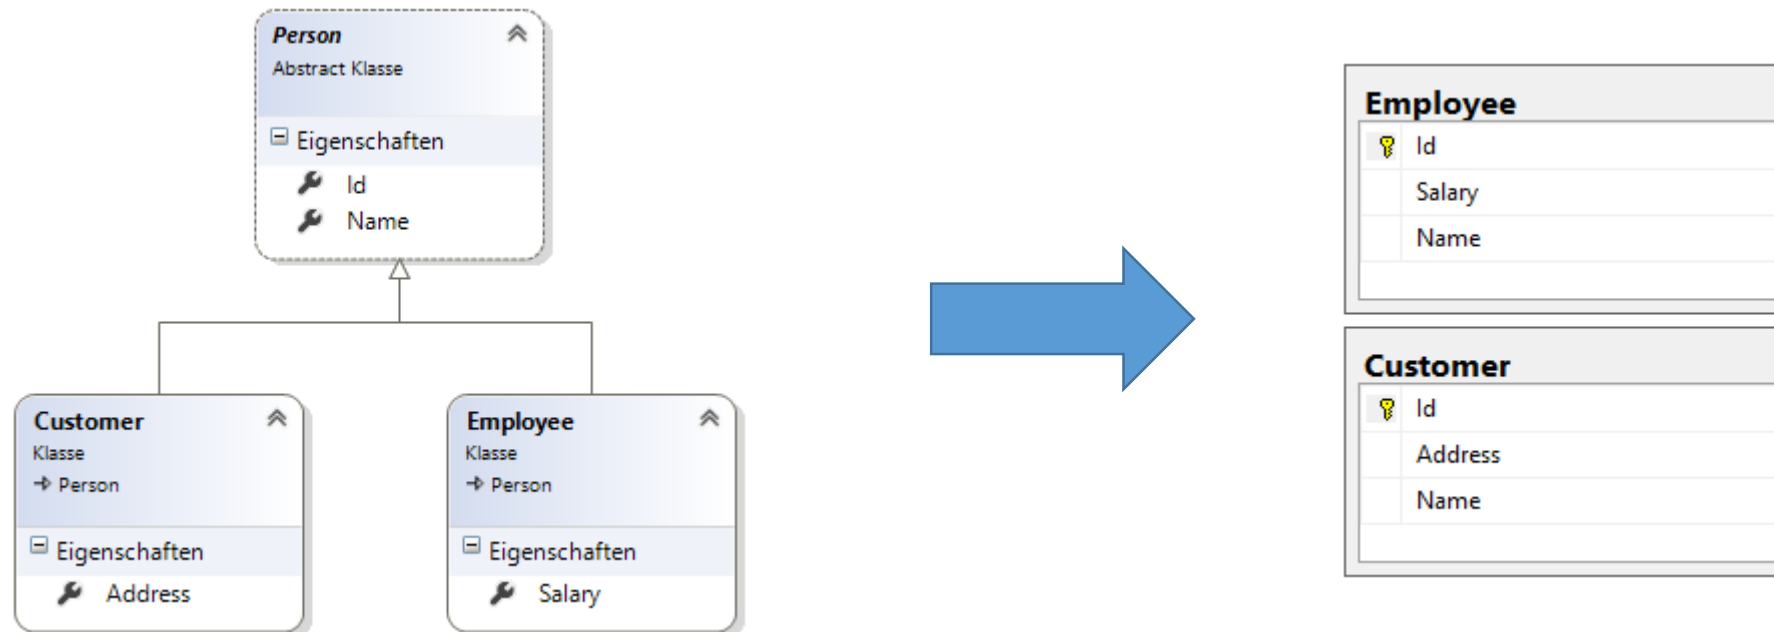 Person
Abstract Klasse
Eigenschaften
Id
Name
Customer
Klasse
Person
Eigenschaften
Address
Employee
Klasse
Person
Eigenschaften
Salary
Employee
Id
Salary
Name
Customer
Id
Address
Name